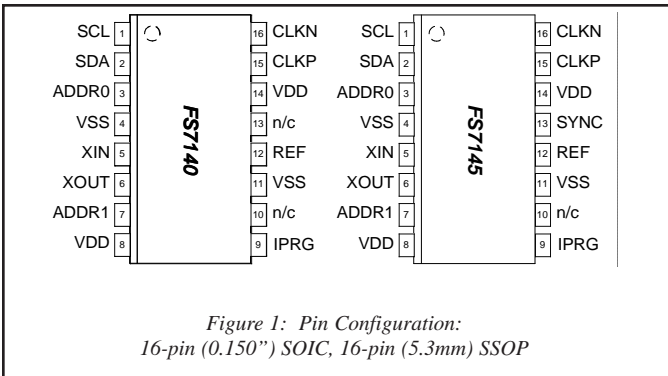 SCL 1 16 CLKN SCL 1 16 CLKN
SDA 2 15 CLKP SDA 2 15 CLKP
ADDR0 3 14 VDD ADDR0 3 14 VDD
VSS 4 13 n/c VSS 4 13 SYNC
XIN 5 12 REF XIN 5 12 REF
XOUT 6 11 VSS XOUT 6 11 VSS
ADDR1 7 10 n/c ADDR1 7 10 n/c
VDD 8 9 IPRG VDD 8 9 IPRG
FS7140 FS7145
Figure 1: Pin Configuration:
16-pin (0.150”) SOIC, 16-pin (5.3mm) SSOP